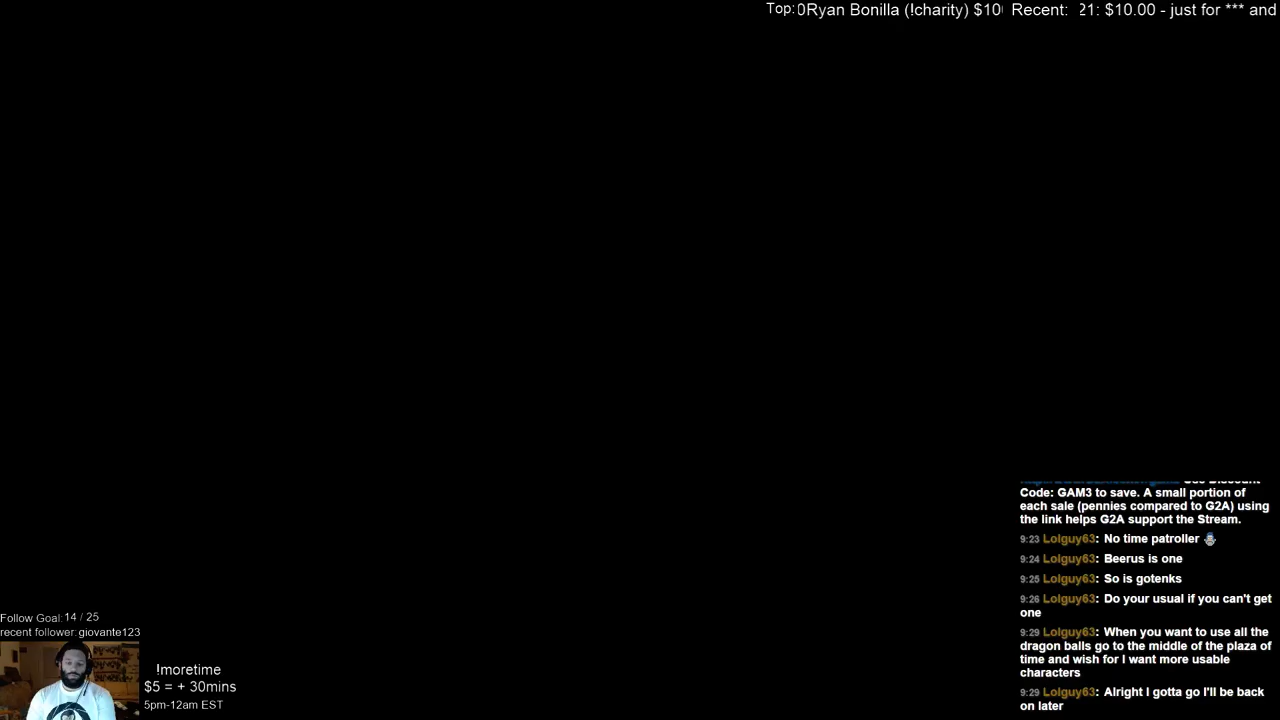 Top: 0Ryan Bonilla (!charity) $10 Recent: 21: $10.00 - just for *** and
Code: GAM3 to save. A small portion of
each sale (pennies compared to G2A) using
the link helps G2A support the Stream.
9:23 Lolguy63: No time patroller
9:24 Lolguy63: Beerus is one
9:25 Lolguy63: So is gotenks
9:26 Lolguy63: Do your usual if you can't get
one
9:29 Lolguy63: When you want to use all the
dragon balls go to the middle of the plaza of
time and wish for I want more usable
characters
9:29 Lolguy63: Alright I gotta go I'll be back
on later
Follow Goal: 14 / 25
recent follower: giovante123
!moretime
$5 = + 30mins
5pm-12am EST